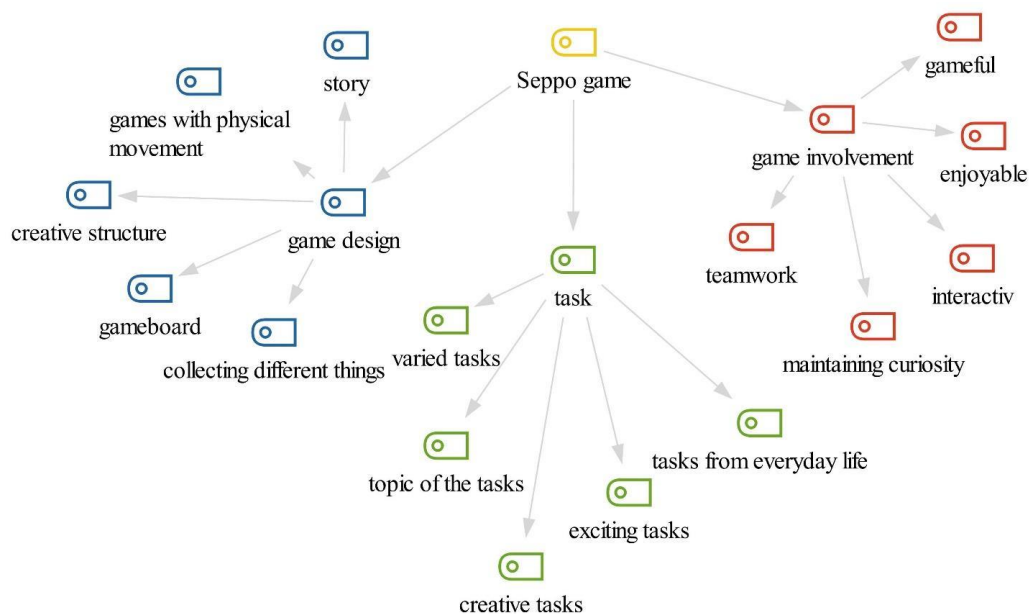 story
Seppo game
gameful
games with physical
movement
game involvement
enjoyable
creative structure
game design
teamwork
interactiv
gameboard
task
collecting different things
varied tasks
maintaining curiosity
topic of the tasks
tasks from everyday life
exciting tasks
creative tasks